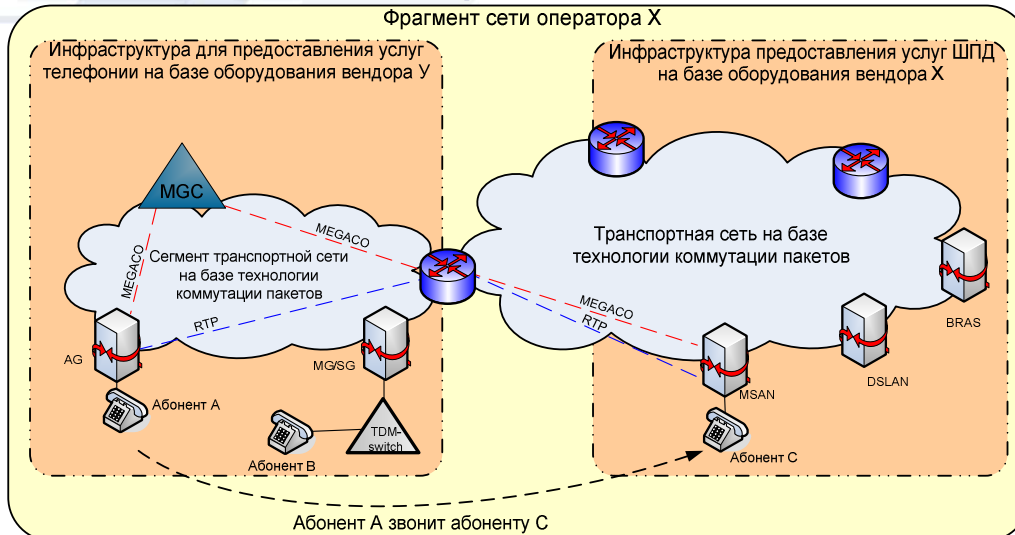 Фрагмент сети оператора X
Инфраструктура для предоставления услуг
телефонии на базе оборудования вендора У
Инфраструктура предоставления услуг ШПД
на базе оборудования вендора X
MGC
MEGACO
MEGACO
Сегмент транспортной сети
на базе технологии
коммутации пакетов
RTP
Транспортная сеть на базе
технологии коммутации пакетов
MEGACO
RTP
BRAS
DSLAN
MSAN
AG
MG/SG
Абонент А
TDM-
switch
Абонент В
Абонент С
Абонент А звонит абоненту С